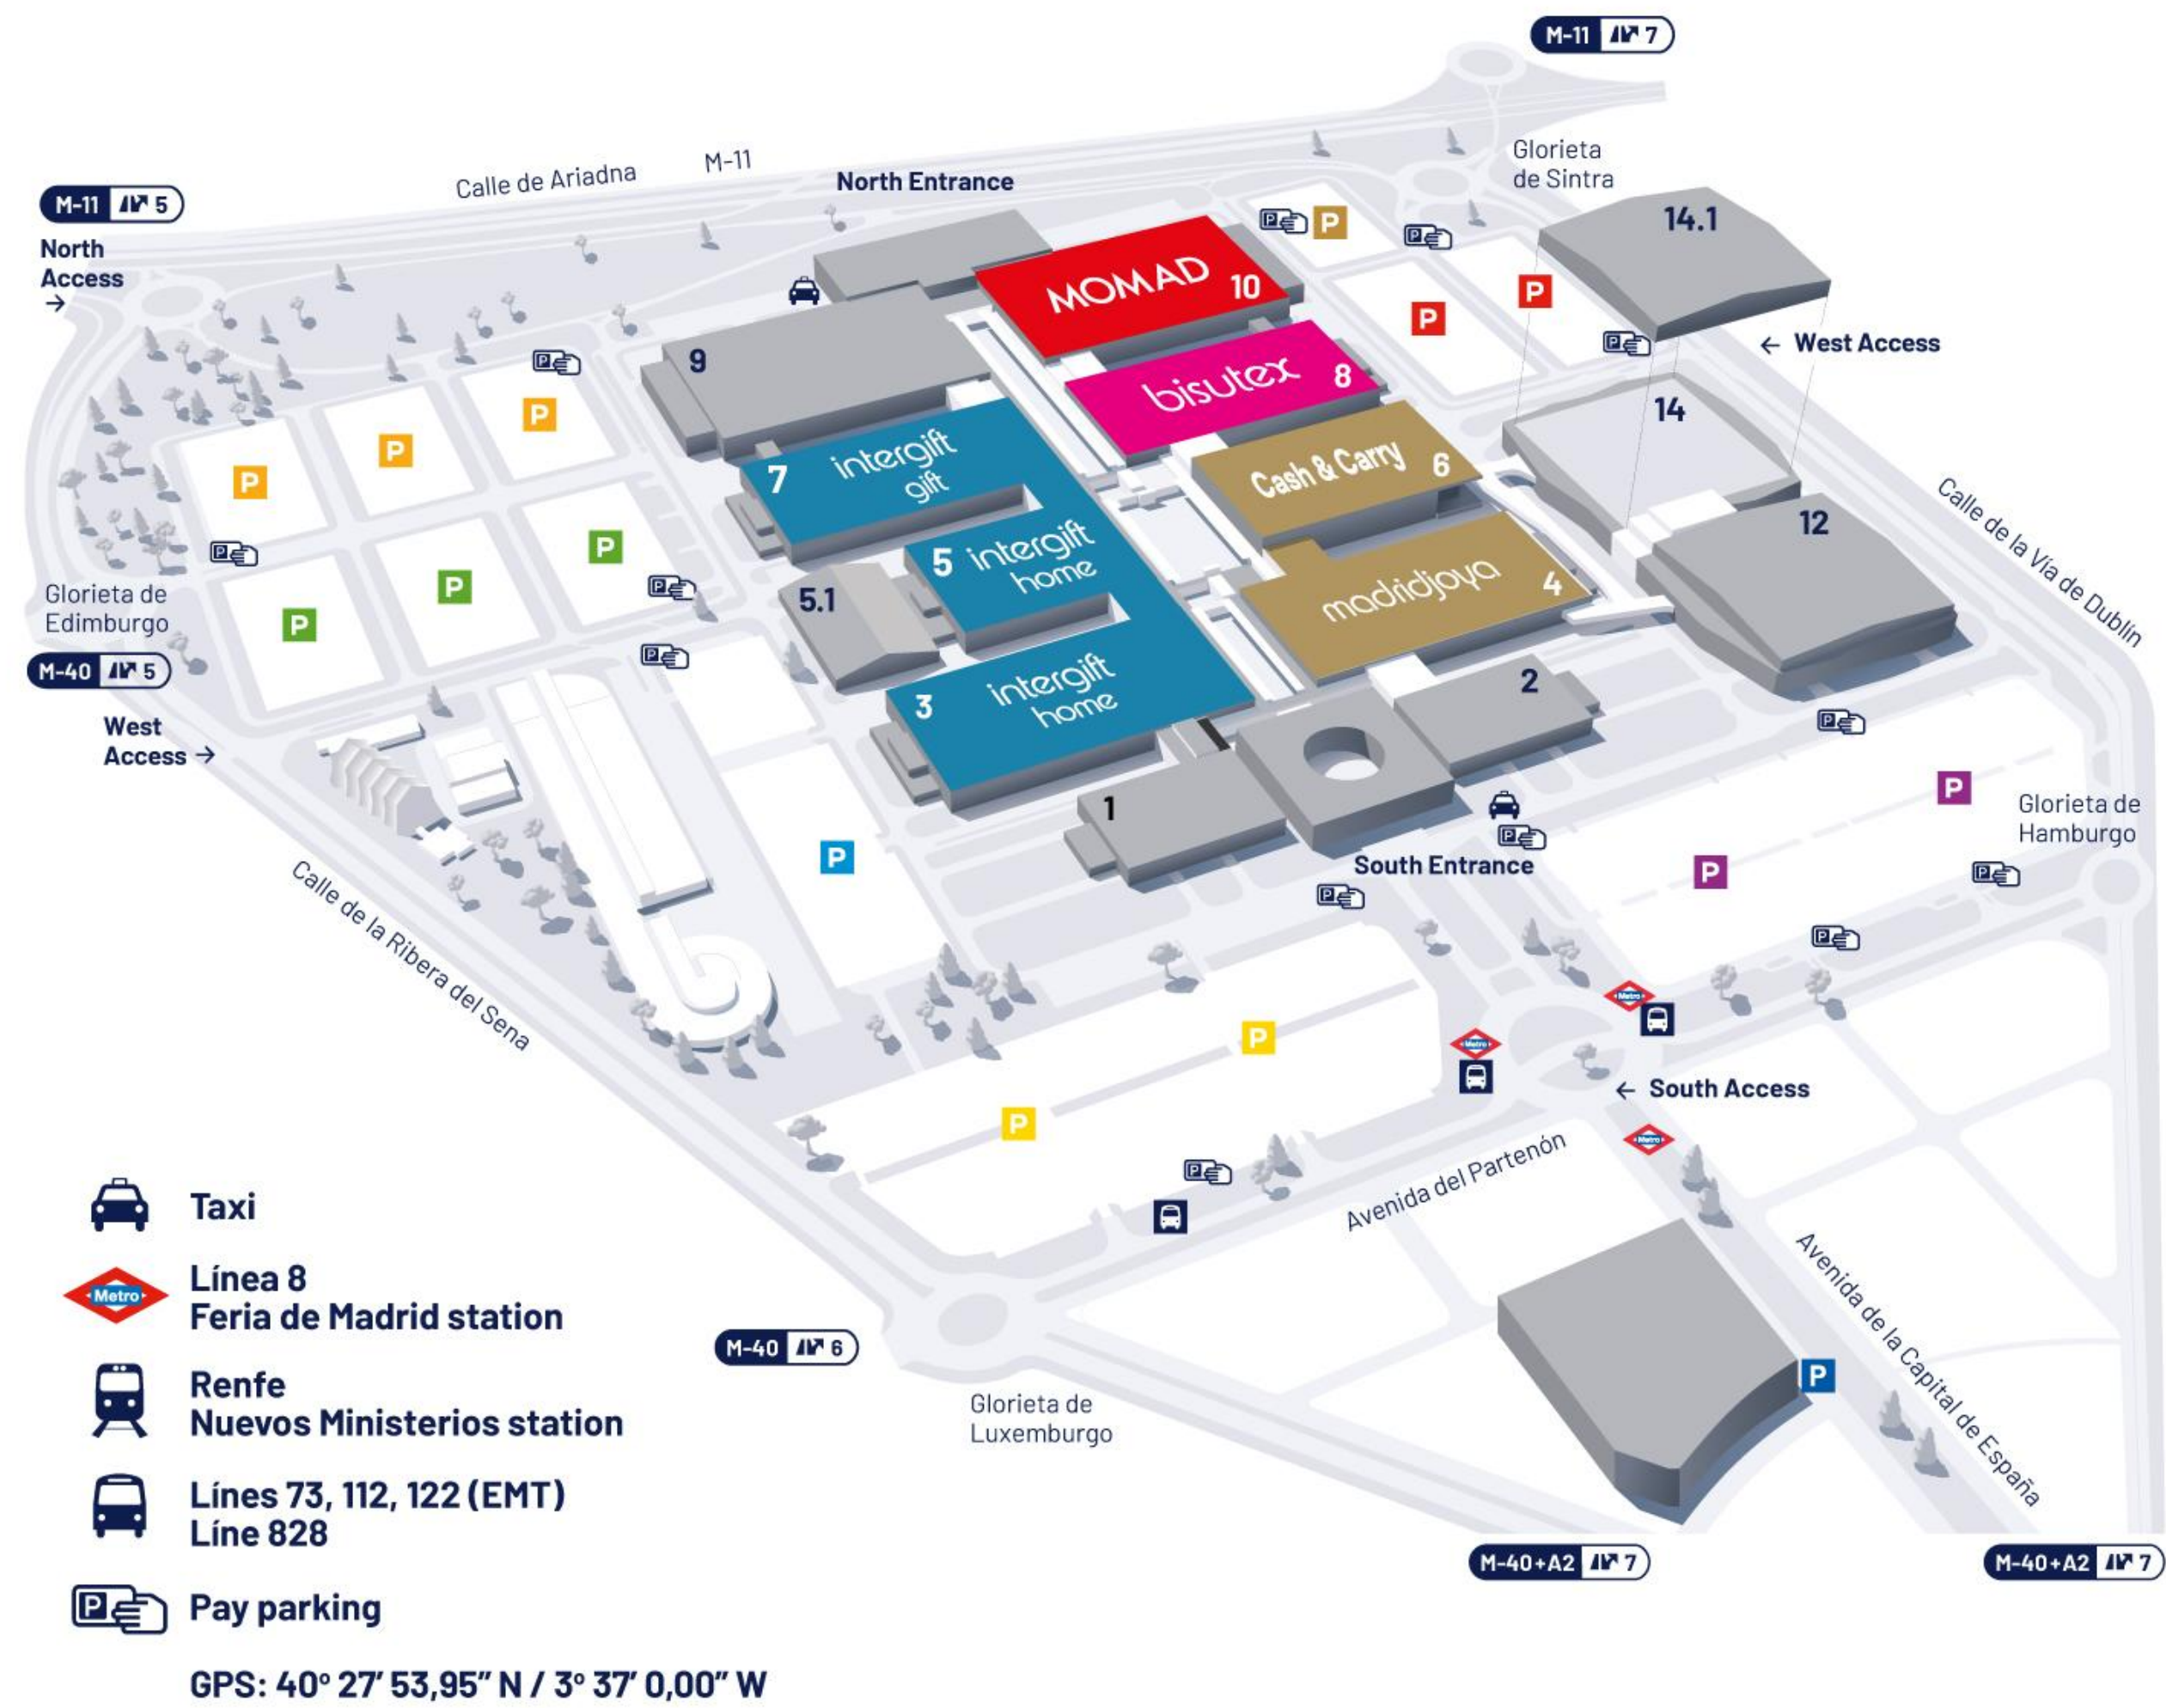 M-11 7
Glorieta
de Sintra
M-11
Calle de Ariadna
North Entrance
M-11 5
North
Access
→
14.1
MOMAD 10
P
P
P
P
P
← West Access
9
bisutex 8
14
P
P
P
P
7 intergift
gift
Cash & Carry 6
12
Calle de la Vía de Dublín
P
P
P
P
P
P
5 intergift
home
5.1
madridjoya 4
Glorieta de
Edimburgo
M-40 5
West
Access →
P
3 intergift
home
2
P
P
1
Glorieta de
Hamburgo
P
P
P
P
South Entrance
P
P
P
Calle de la Ribera del Sena
Metro
Metro
P
P
← South Access
Metro
P
Avenida del Partenón
Avenida de la Capital de España
P
Taxi
Metro
Línea 8
Feria de Madrid station
M-40 6
Glorieta de
Luxemburgo
Renfe
Nuevos Ministerios station
Línes 73, 112, 122 (EMT)
Líne 828
M-40+A2 7
M-40+A2 7
P Pay parking
GPS: 40º 27’ 53,95” N / 3º 37’ 0,00” W